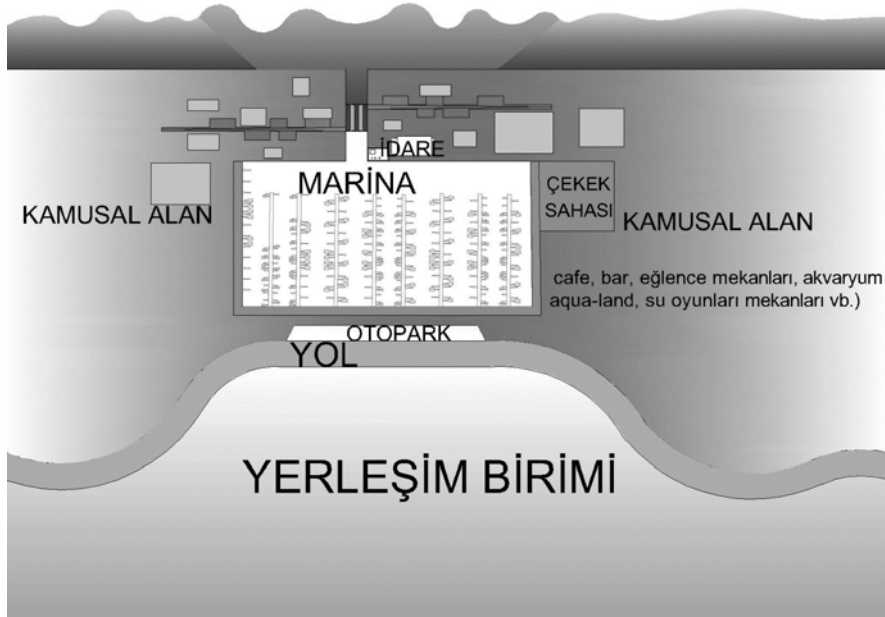 İDARE
MARİNA
ÇEKEK
SAHASI
KAMUSAL ALAN
KAMUSAL ALAN
cafe, bar, eğlence mekanları, akvaryum
aqua-land, su oyunları mekanları vb.)
OTOPARK
YOL
YERLEŞİM BİRİMİ